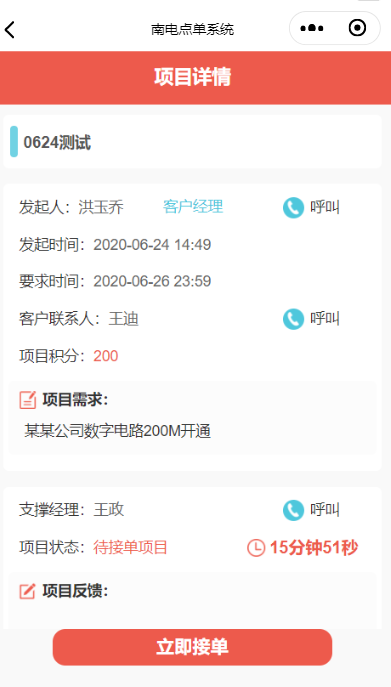 南电点单系统
项目详情
0624测试
发起人：洪玉乔 客户经理 呼叫
发起时间：2020-06-24 14:49
要求时间：2020-06-26 23:59
客户联系人：王迪 呼叫
项目积分：200
项目需求：
某某公司数字电路200M开通
支撑经理：王政 呼叫
项目状态：待接单项目 15分钟51秒
项目反馈：
立即接单